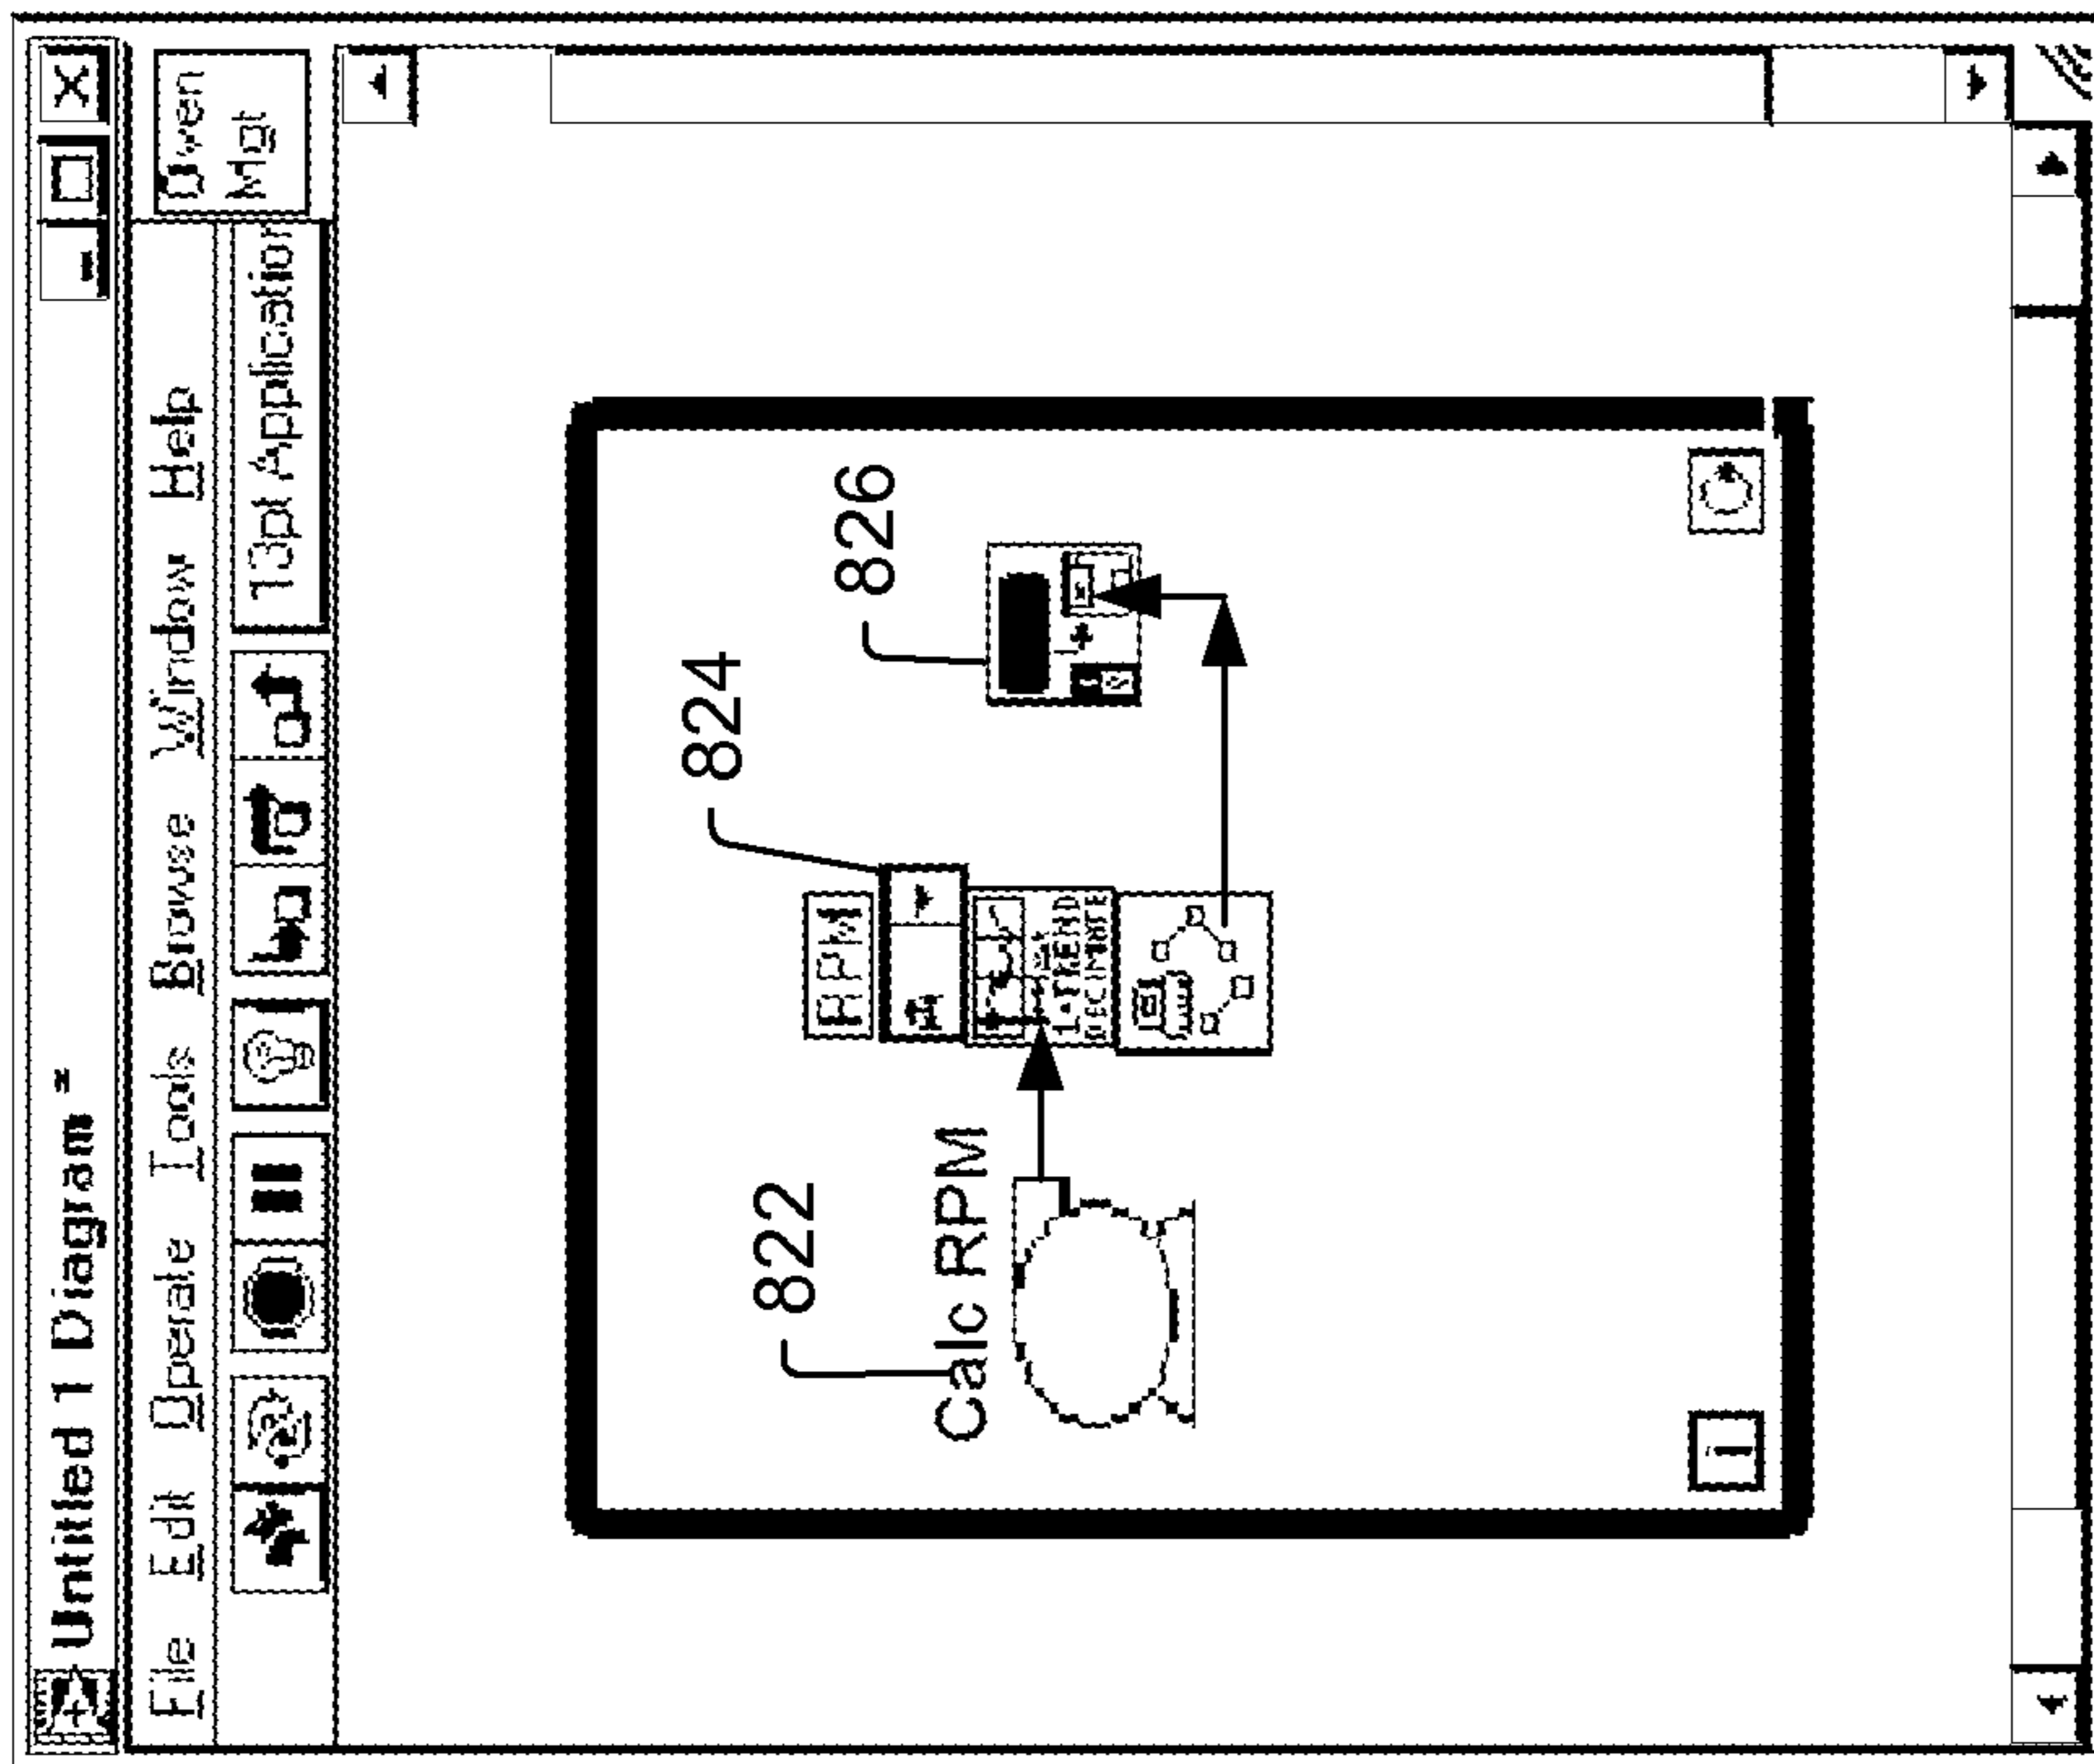 Untitled 1 Diagram *
File Edit Operate Tools Browse Window Help
13pt Application
Mgt
822
824
826
RPM
Calc RPM
i